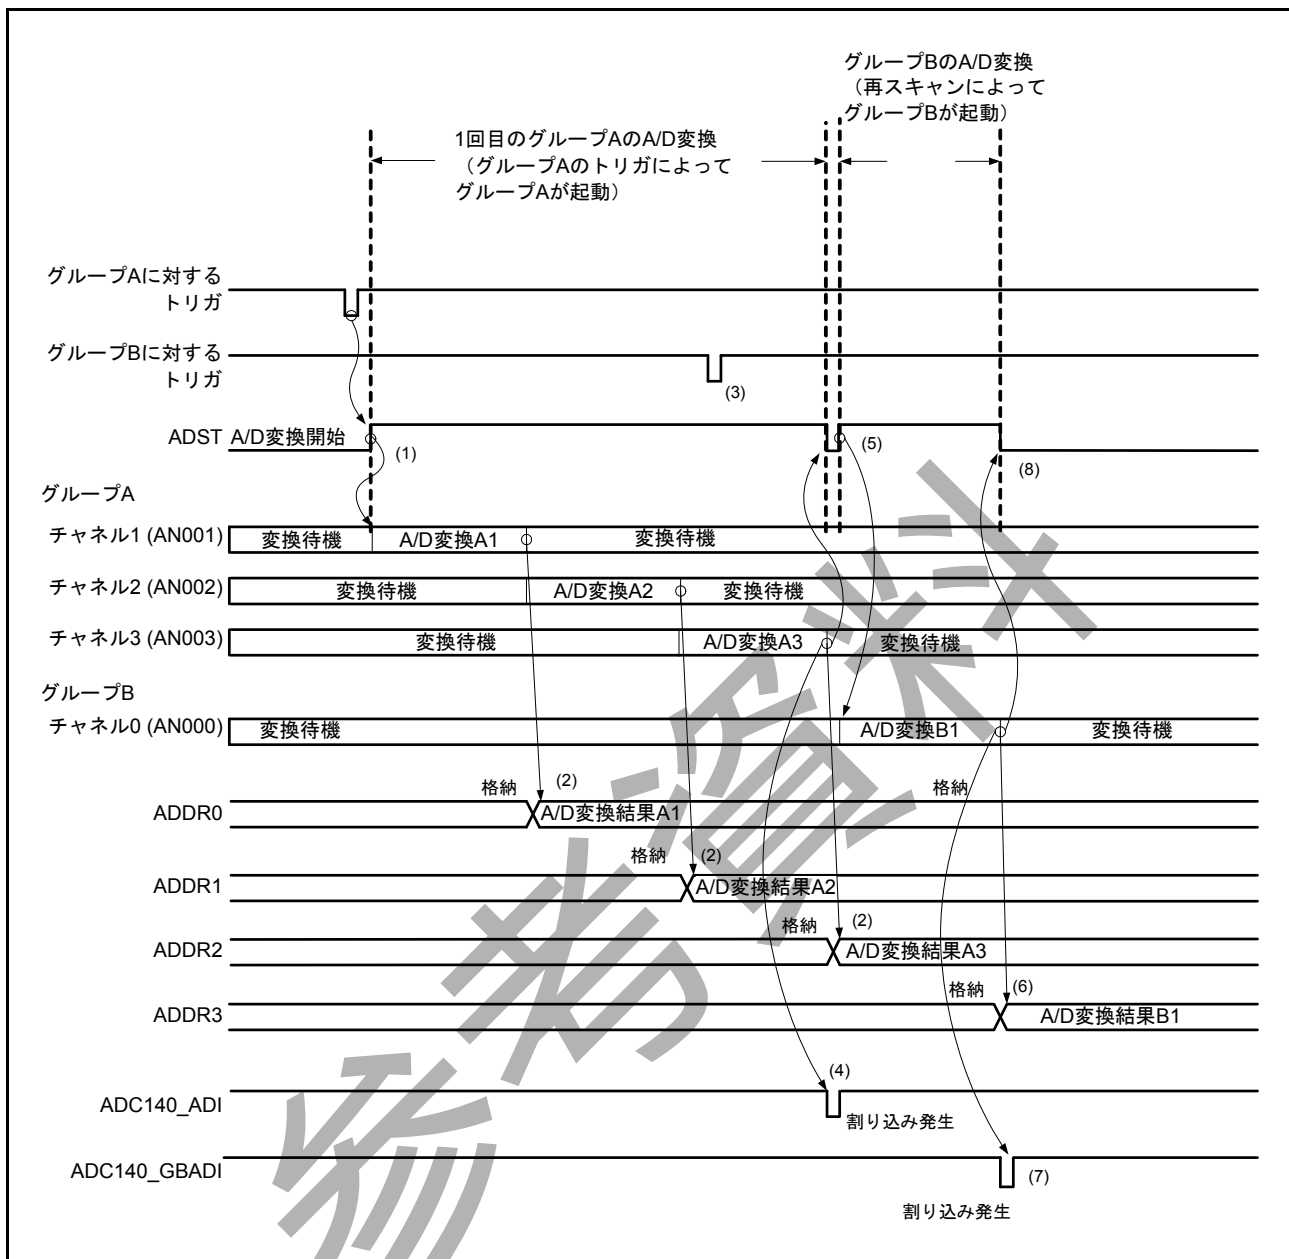 グループBのA/D変換
（再スキャンによって
グループBが起動）
1回目のグループAのA/D変換
（グループAのトリガによって
グループAが起動）
グループAに対する
トリガ
グループBに対する
トリガ
(3)
ADST A/D変換開始
(1)
(5)
(8)
グループA
チャネル1 (AN001) 変換待機 A/D変換A1 変換待機
チャネル2 (AN002) 変換待機 A/D変換A2 変換待機
チャネル3 (AN003) 変換待機 A/D変換A3 変換待機
グループB
チャネル0 (AN000) 変換待機 A/D変換B1 変換待機
格納 (2) 格納
ADDR0 A/D変換結果A1
格納 (2)
ADDR1 A/D変換結果A2
格納 (2)
ADDR2 A/D変換結果A3
格納 (6)
ADDR3 A/D変換結果B1
(4)
ADC140_ADI
割り込み発生
ADC140_GBADI (7)
割り込み発生
参考資料